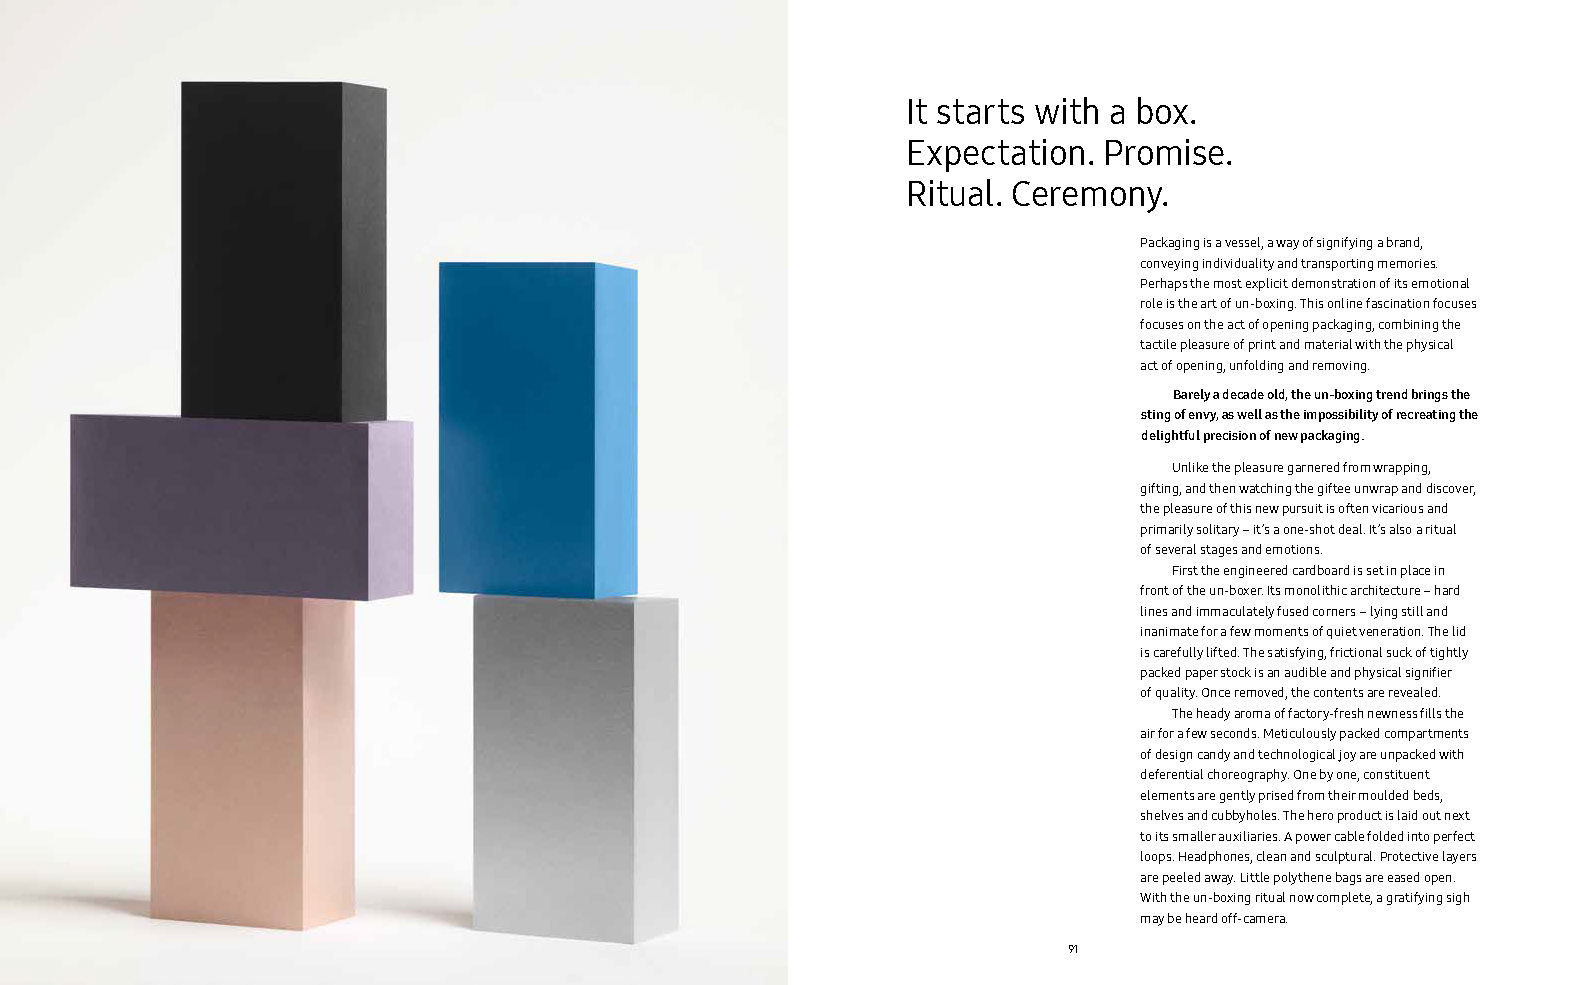 It starts with a box.
Expectation. Promise.
Ritual. Ceremony.
Packaging is a vessel, a way of signifying a brand,
conveying individuality and transporting memories.
Perhaps the most explicit demonstration of its emotional
role is the art of un-boxing. This online fascination focuses
focuses on the act of opening packaging, combining the
tactile pleasure of print and material with the physical
act of opening, unfolding and removing.
Barely a decade old, the un-boxing trend brings the
sting of envy, as well as the impossibility of recreating the
delightful precision of new packaging.
Unlike the pleasure garnered from wrapping,
gifting, and then watching the giftee unwrap and discover,
the pleasure of this new pursuit is often vicarious and
primarily solitary – it's a one-shot deal. It's also a ritual
of several stages and emotions.
First the engineered cardboard is set in place in
front of the un-boxer. Its monolithic architecture – hard
lines and immaculately fused corners – lying still and
inanimate for a few moments of quiet veneration. The lid
is carefully lifted. The satisfying, frictional suck of tightly
packed paper stock is an audible and physical signifier
of quality. Once removed, the contents are revealed.
The heady aroma of factory-fresh newness fills the
air for a few seconds. Meticulously packed compartments
of design candy and technological joy are unpacked with
deferential choreography. One by one, constituent
elements are gently prised from their moulded beds,
shelves and cubbyholes. The hero product is laid out next
to its smaller auxiliaries. A power cable folded into perfect
loops. Headphones, clean and sculptural. Protective layers
are peeled away. Little polythene bags are eased open.
With the un-boxing ritual now complete, a gratifying sigh
may be heard off-camera.
91